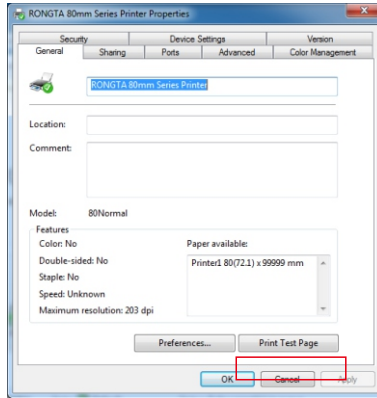 RONGTA 80mm Series Printer Properties
Security Device Settings Version
General Sharing Ports Advanced Color Management
RONGTA 80mm Series Printer
Location:
Comment:
Model: 80Normal
Features
Color: No
Double-sided: No
Staple: No
Speed: Unknown
Maximum resolution: 203 dpi
Paper available:
Printer1 80(72.1) x 99999 mm
Preferences... Print Test Page
OK Cancel Apply